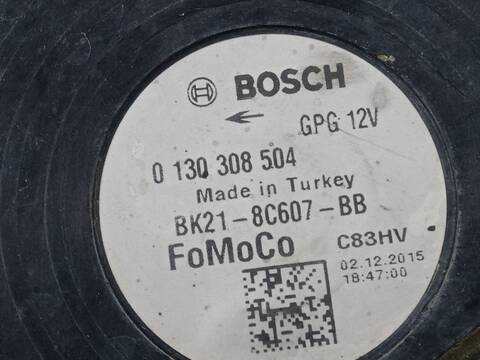 BOSCH
GPG 12V
0 130 308 504
Made in Turkey
BK21-8C607-BB
FoMoCo C83HV
02.12.2015
18:47:00